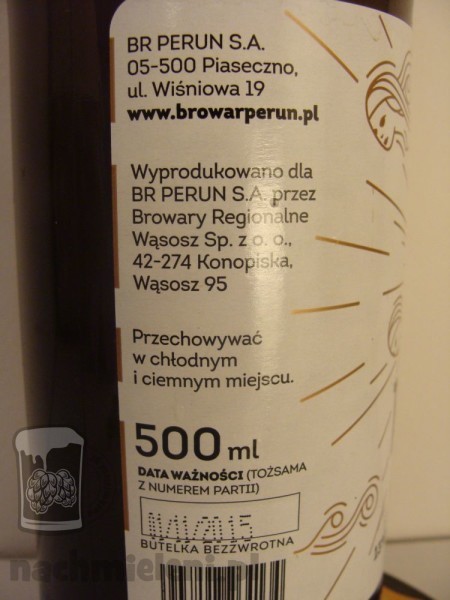 BR PERUN S.A.
05-500 Piaseczno,
ul. Wiśniowa 19
www.browarperun.pl
Wyprodukowano dla
BR PERUN S.A. przez
Browary Regionalne
Wąsosz Sp. z o. o.,
42-274 Konopiska,
Wąsosz 95
Przechowywać
w chłodnym
i ciemnym miejscu.
500 ml
DATA WAŻNOŚCI (TOŻSAMA
Z NUMEREM PARTII)
BUTELKA BEZZWROTNA
nachmieleni.pl